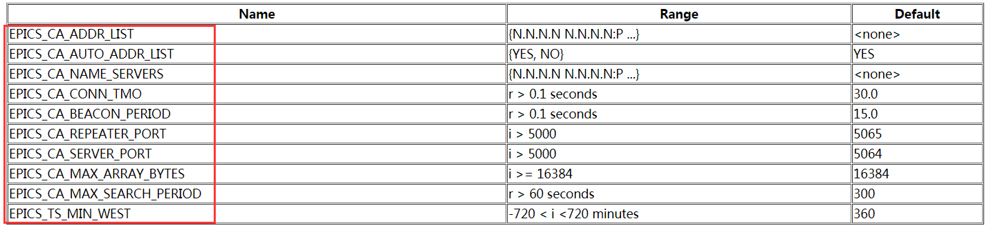 Name Range Default
EPICS_CA_ADDR_LIST {N.N.N.N N.N.N.N:P ...} <none>
EPICS_CA_AUTO_ADDR_LIST {YES, NO} YES
EPICS_CA_NAME_SERVERS {N.N.N.N N.N.N.N:P ...} <none>
EPICS_CA_CONN_TMO r > 0.1 seconds 30.0
EPICS_CA_BEACON_PERIOD r > 0.1 seconds 15.0
EPICS_CA_REPEATER_PORT i > 5000 5065
EPICS_CA_SERVER_PORT i > 5000 5064
EPICS_CA_MAX_ARRAY_BYTES i >= 16384 16384
EPICS_CA_MAX_SEARCH_PERIOD r > 60 seconds 300
EPICS_TS_MIN_WEST -720 < i <720 minutes 360